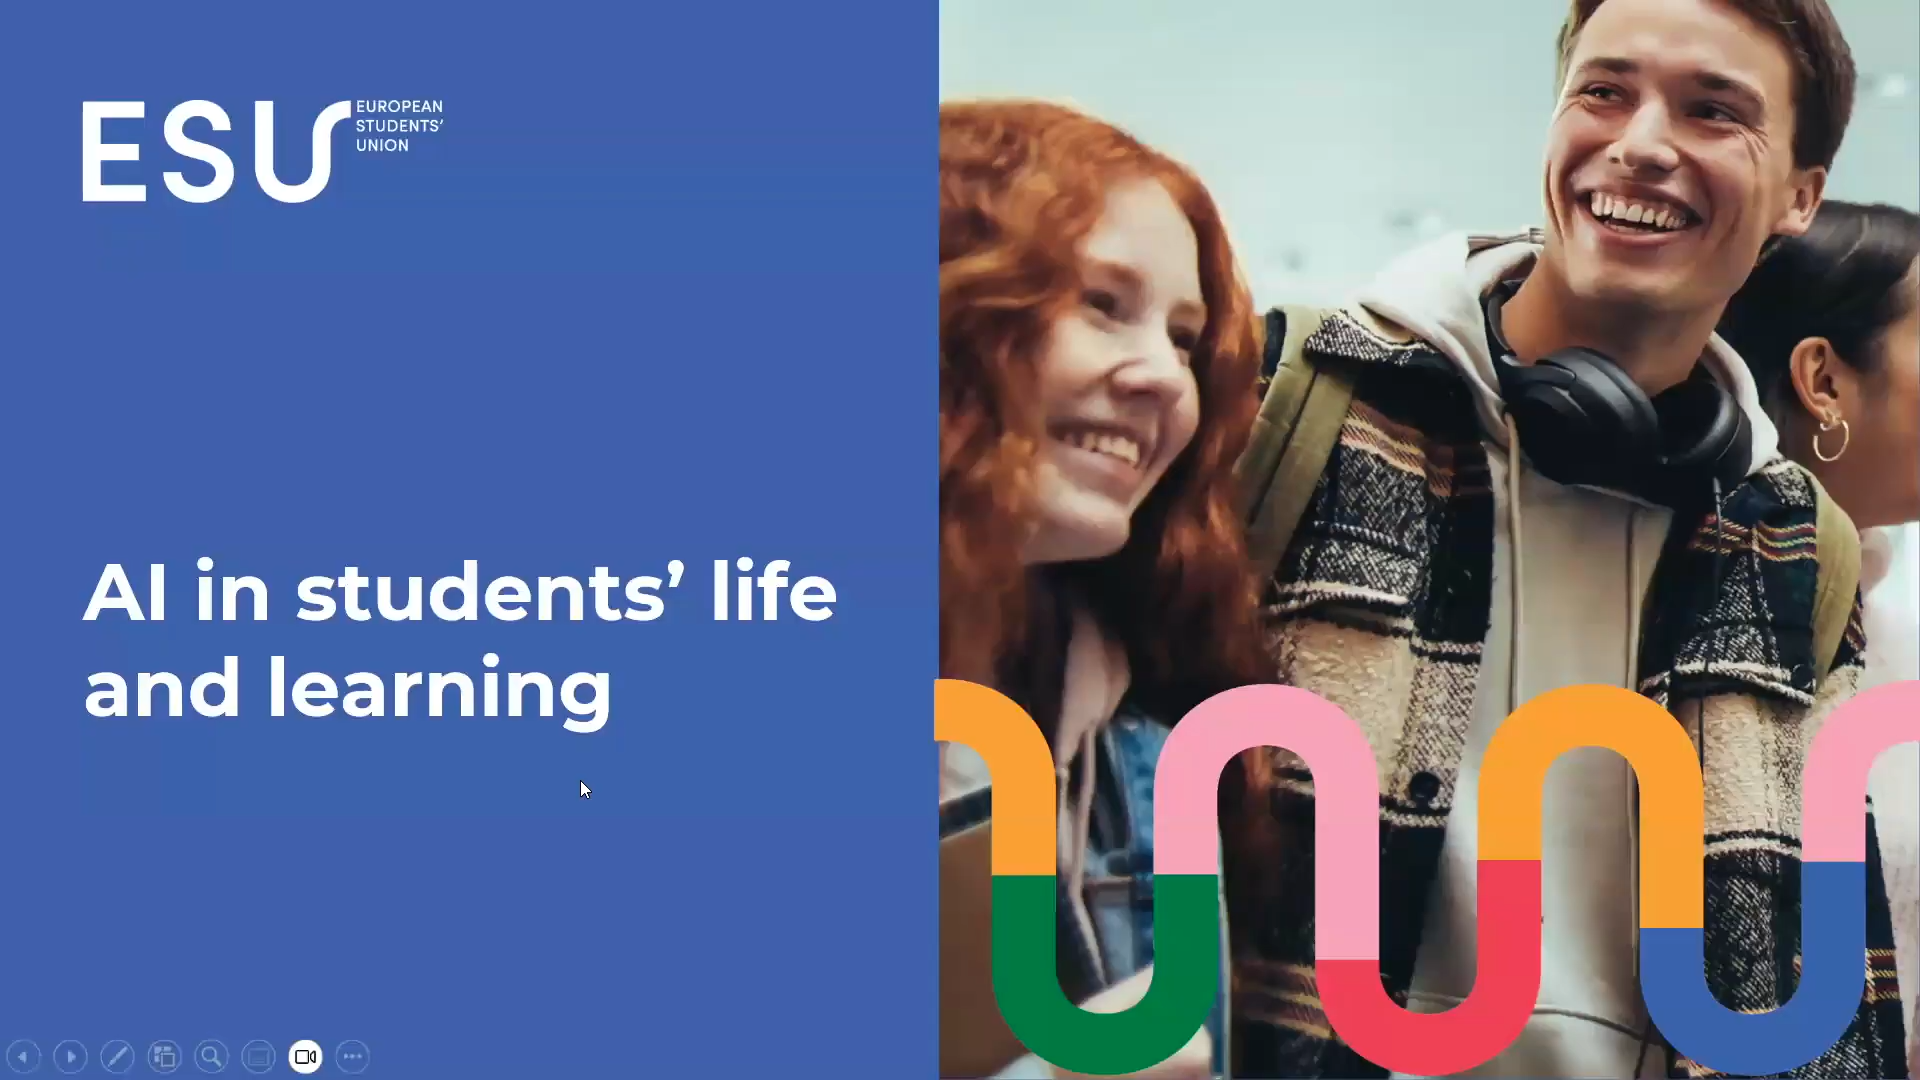 ESU
EUROPEAN
STUDENTS'
UNION
AI in students’ life
and learning